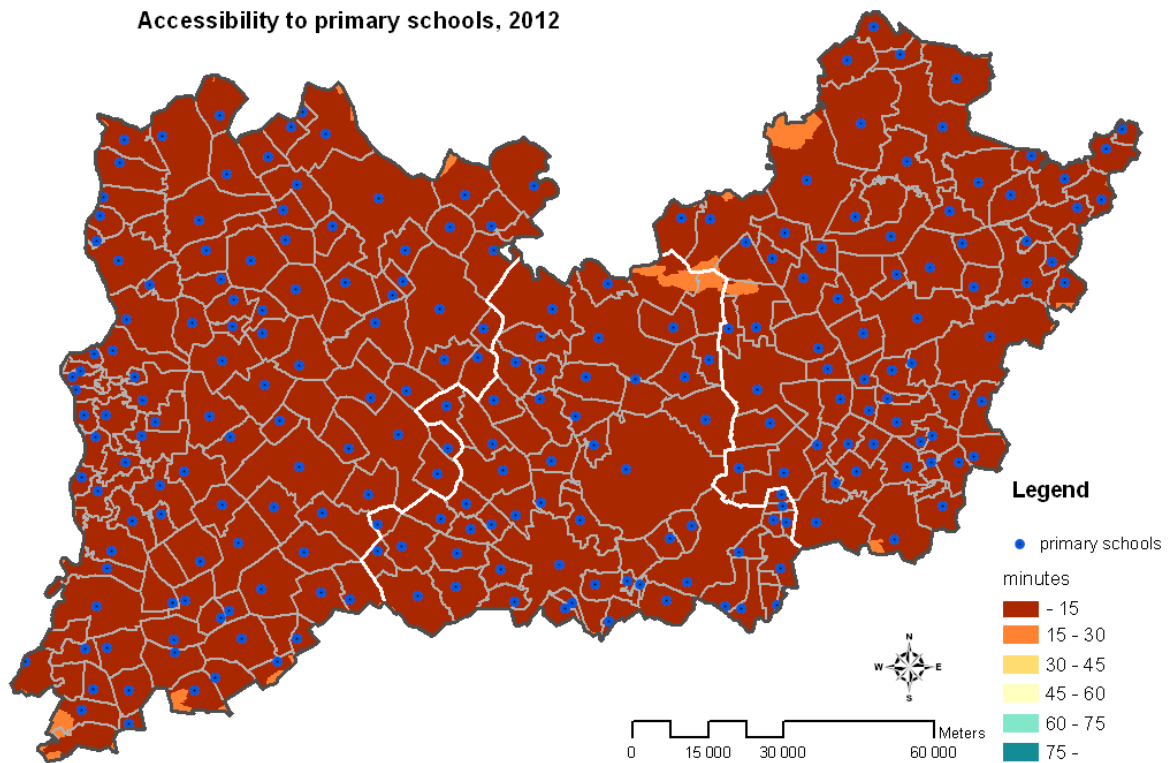 Accessibility to primary schools, 2012
Legend
primary schools
minutes
- 15
15 - 30
30 - 45
45 - 60
60 - 75
75 -
N
W E
S
Meters
0 15 000 30 000 60 000